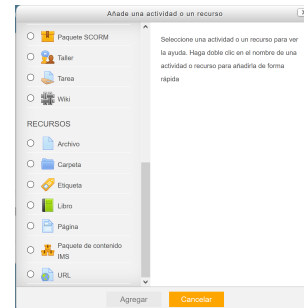 Añade una actividad o un recurso
Paquete SCORM
Taller
Tarea
Wiki
RECURSOS
Archivo
Carpeta
Etiqueta
Libro
Página
Paquete de contenido
IMS
URL
Seleccione una actividad o un recurso para ver
la ayuda. Haga doble clic en el nombre de una
actividad o recurso para añadirla de forma
rápida
Agregar
Cancelar